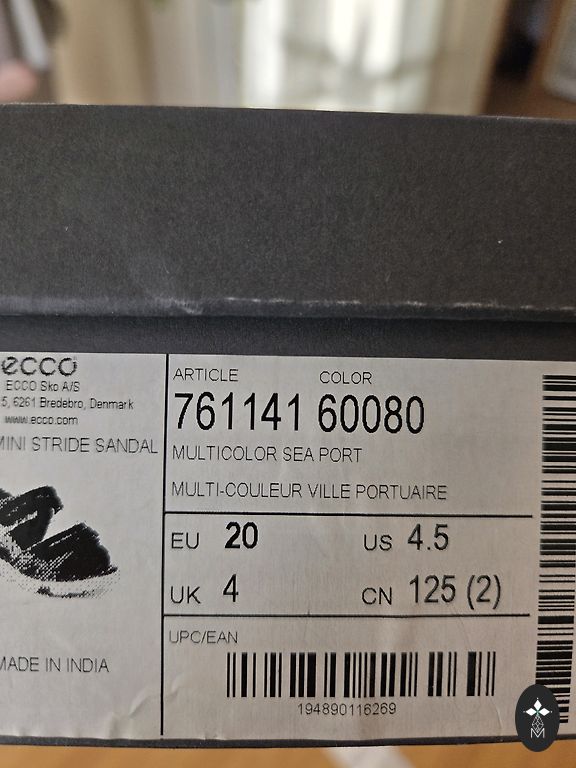 ecco
ECCO Sko A/S
5, 6261 Bredebro, Denmark
www.ecco.com
MINI STRIDE SANDAL
MADE IN INDIA
ARTICLE COLOR
761141 60080
MULTICOLOR SEA PORT
MULTI-COULEUR VILLE PORTUAIRE
EU 20 US 4.5
UK 4 CN 125 (2)
UPC/EAN
194890116269
M